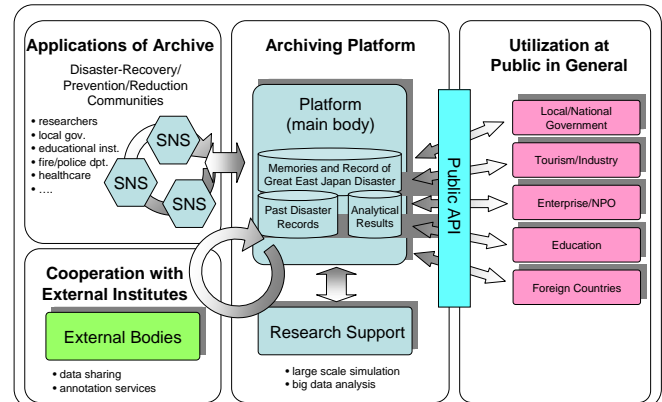 Applications of Archive
Disaster-Recovery/
Prevention/Reduction
Communities
• researchers
• local gov.
• educational inst.
• fire/police dpt.
• healthcare
• ....
SNS
SNS
SNS
Cooperation with
External Institutes
External Bodies
• data sharing
• annotation services
Archiving Platform
Platform
(main body)
Memories and Record of
Great East Japan Disaster
Past Disaster
Records
Analytical
Results
Research Support
• large scale simulation
• big data analysis
Public API
Utilization at
Public in General
Local/National
Government
Tourism/Industry
Enterprise/NPO
Education
Foreign Countries